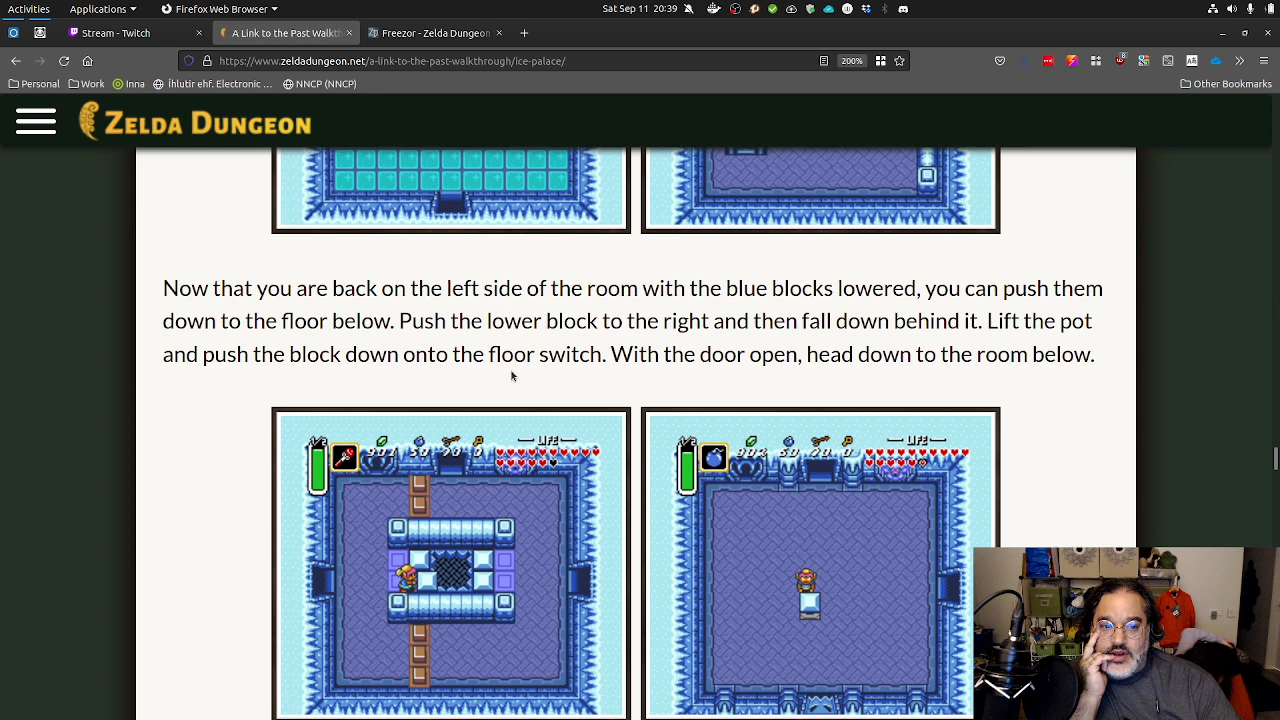 Activities
Applications
Firefox Web Browser
Sat Sep 11 20:39
Stream - Twitch
A Link to the Past Walkth
Freezor - Zelda Dungeon
https://www.zeldadungeon.net/a-link-to-the-past-walkthrough/ice-palace/
200%
Personal
Work
Inna
Íhlutir ehf. Electronic ...
NNCP (NNCP)
Other Bookmarks
ZELDA DUNGEON
Now that you are back on the left side of the room with the blue blocks lowered, you can push them
down to the floor below. Push the lower block to the right and then fall down behind it. Lift the pot
and push the block down onto the floor switch. With the door open, head down to the room below.
LIFE
LIFE